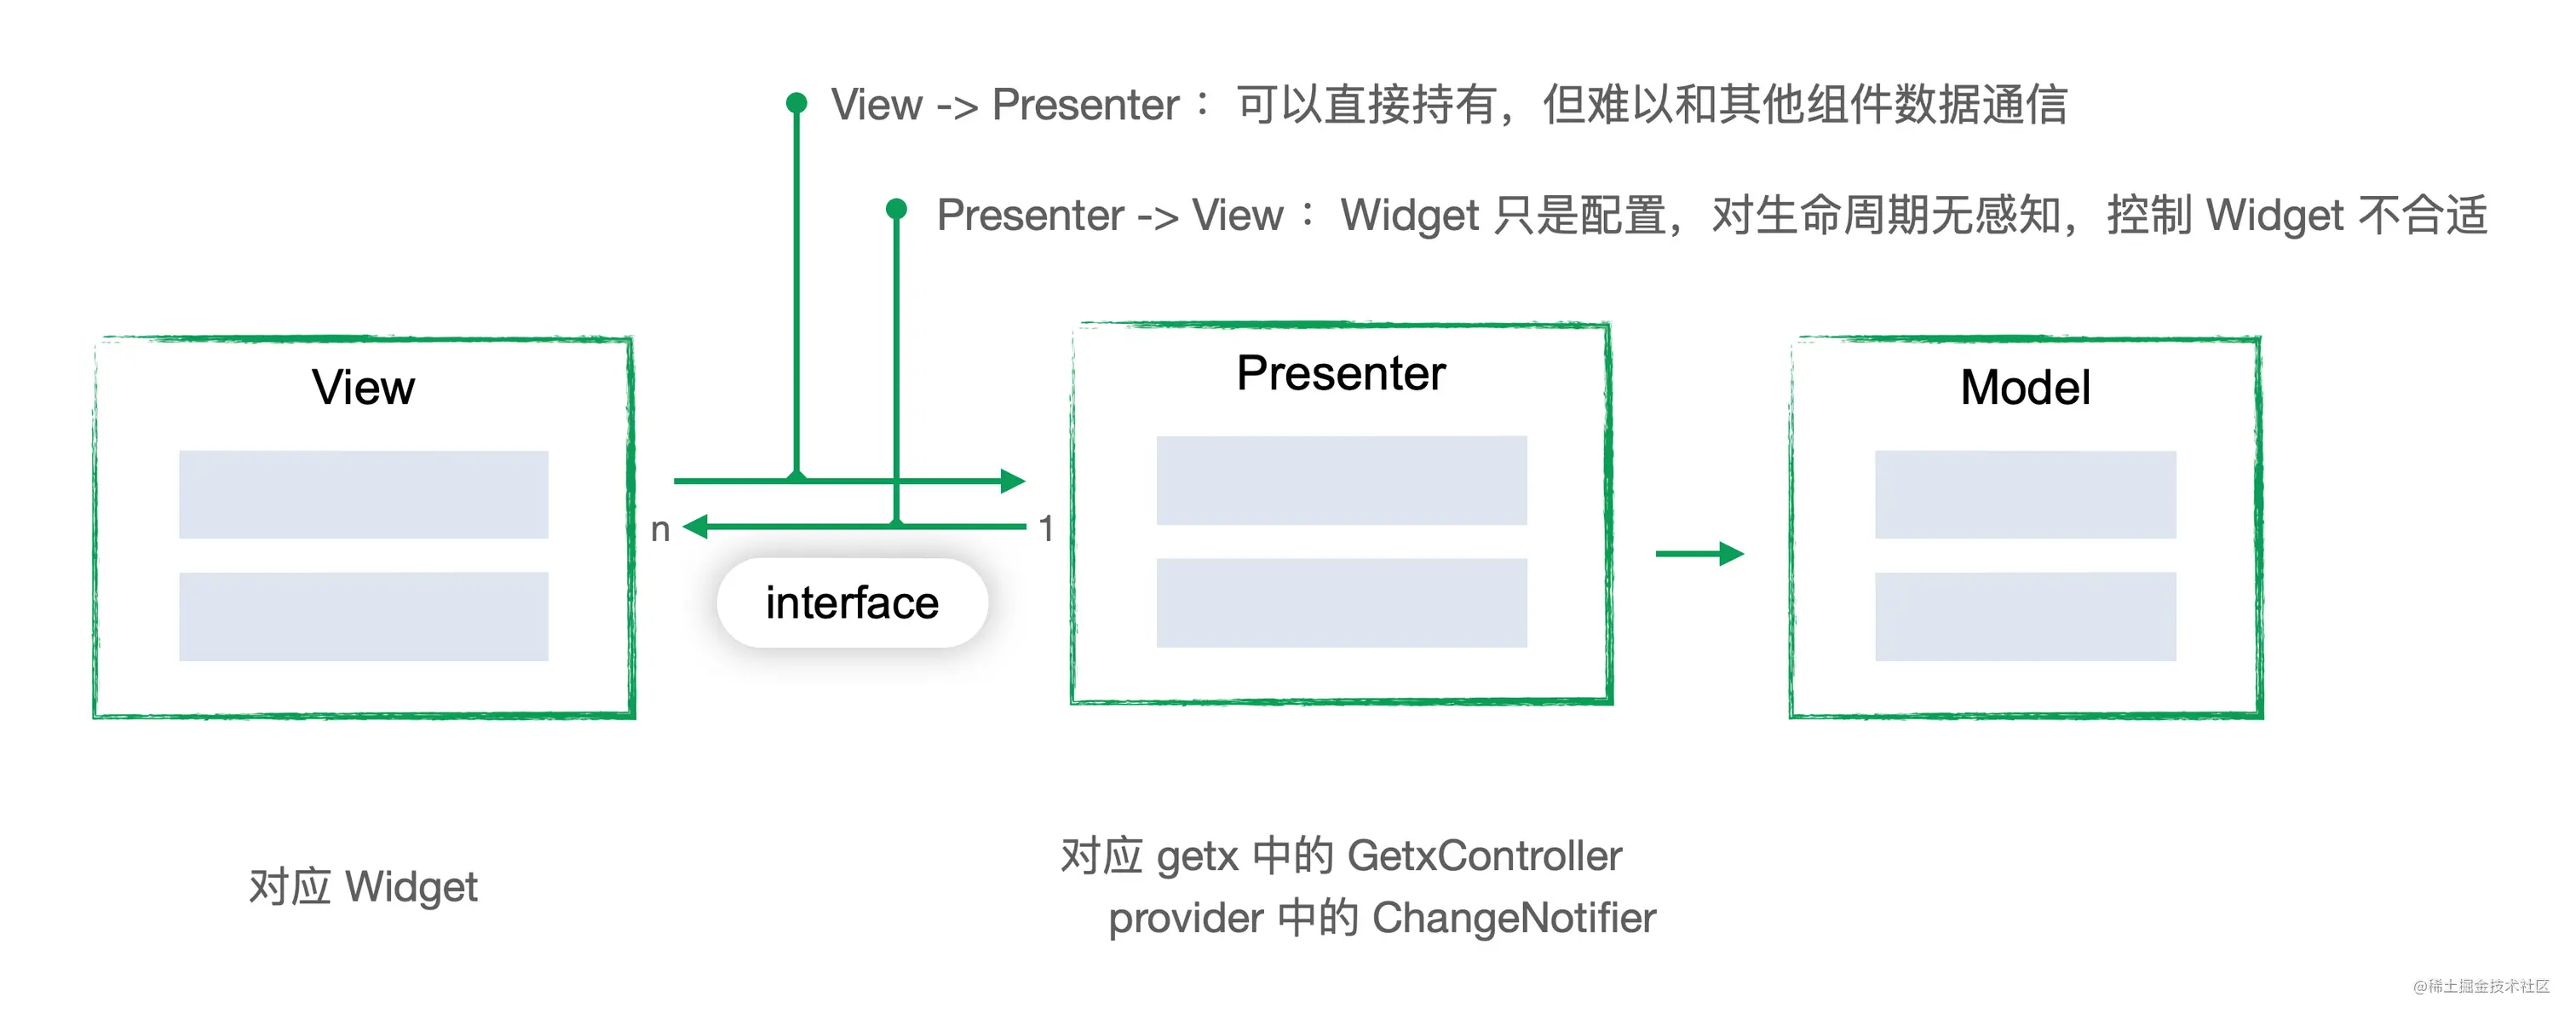 View -> Presenter： 可以直接持有，但难以和其他组件数据通信
Presenter -> View： Widget 只是配置，对生命周期无感知，控制 Widget 不合适
View
Presenter
Model
n
1
interface
对应 Widget
对应 getx 中的 GetxController
provider 中的 ChangeNotifier
@稀土掘金技术社区